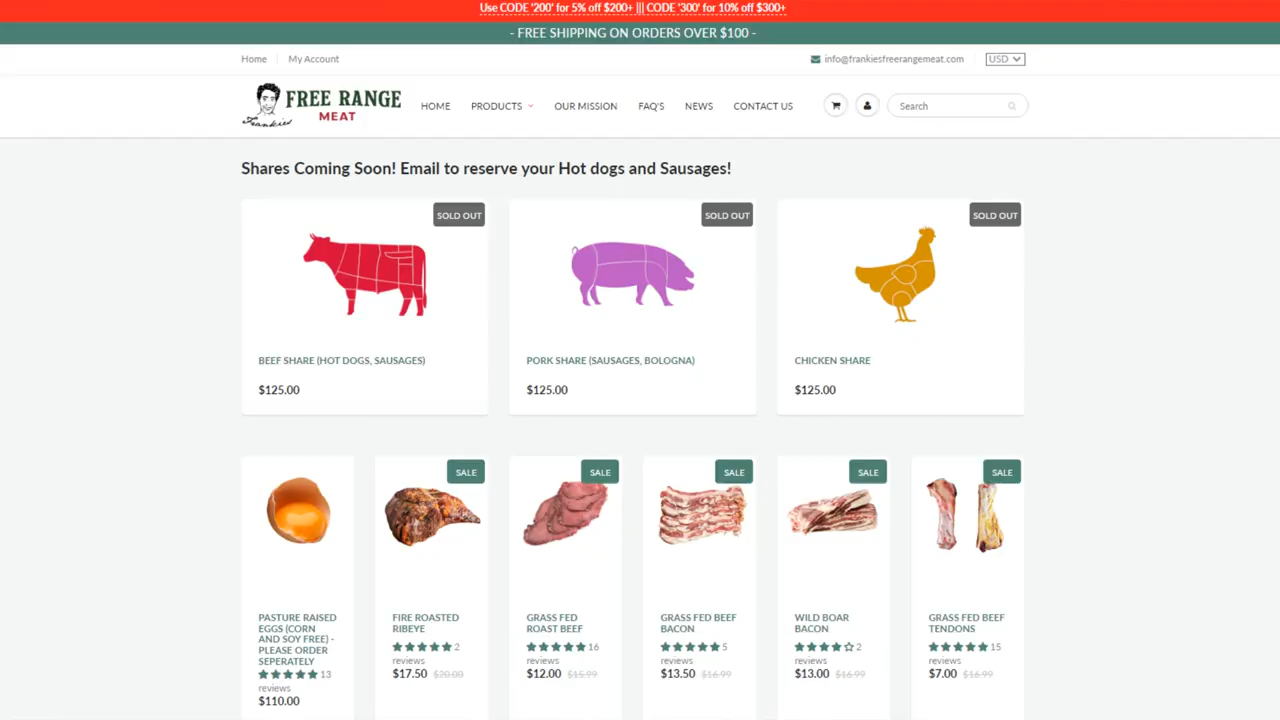 Use CODE '200' for 5% off $200+ ||| CODE '300' for 10% off $300+
- FREE SHIPPING ON ORDERS OVER $100 -
Home My Account info@frankiesfreerangemeat.com USD
Frankies FREE RANGE MEAT
HOME PRODUCTS OUR MISSION FAQ'S NEWS CONTACT US Search
Shares Coming Soon! Email to reserve your Hot dogs and Sausages!
SOLD OUT SOLD OUT SOLD OUT
BEEF SHARE (HOT DOGS, SAUSAGES) PORK SHARE (SAUSAGES, BOLOGNA) CHICKEN SHARE
$125.00 $125.00 $125.00
SALE SALE SALE SALE SALE
PASTURE RAISED
EGGS (CORN
AND SOY FREE) -
PLEASE ORDER
SEPERATELY
13
reviews
$110.00
FIRE ROASTED
RIBEYE
2
reviews
$17.50 $20.00
GRASS FED
ROAST BEEF
16
reviews
$12.00 $15.99
GRASS FED BEEF
BACON
5
reviews
$13.50 $16.99
WILD BOAR
BACON
2
reviews
$13.00 $16.99
GRASS FED BEEF
TENDONS
15
reviews
$7.00 $16.99